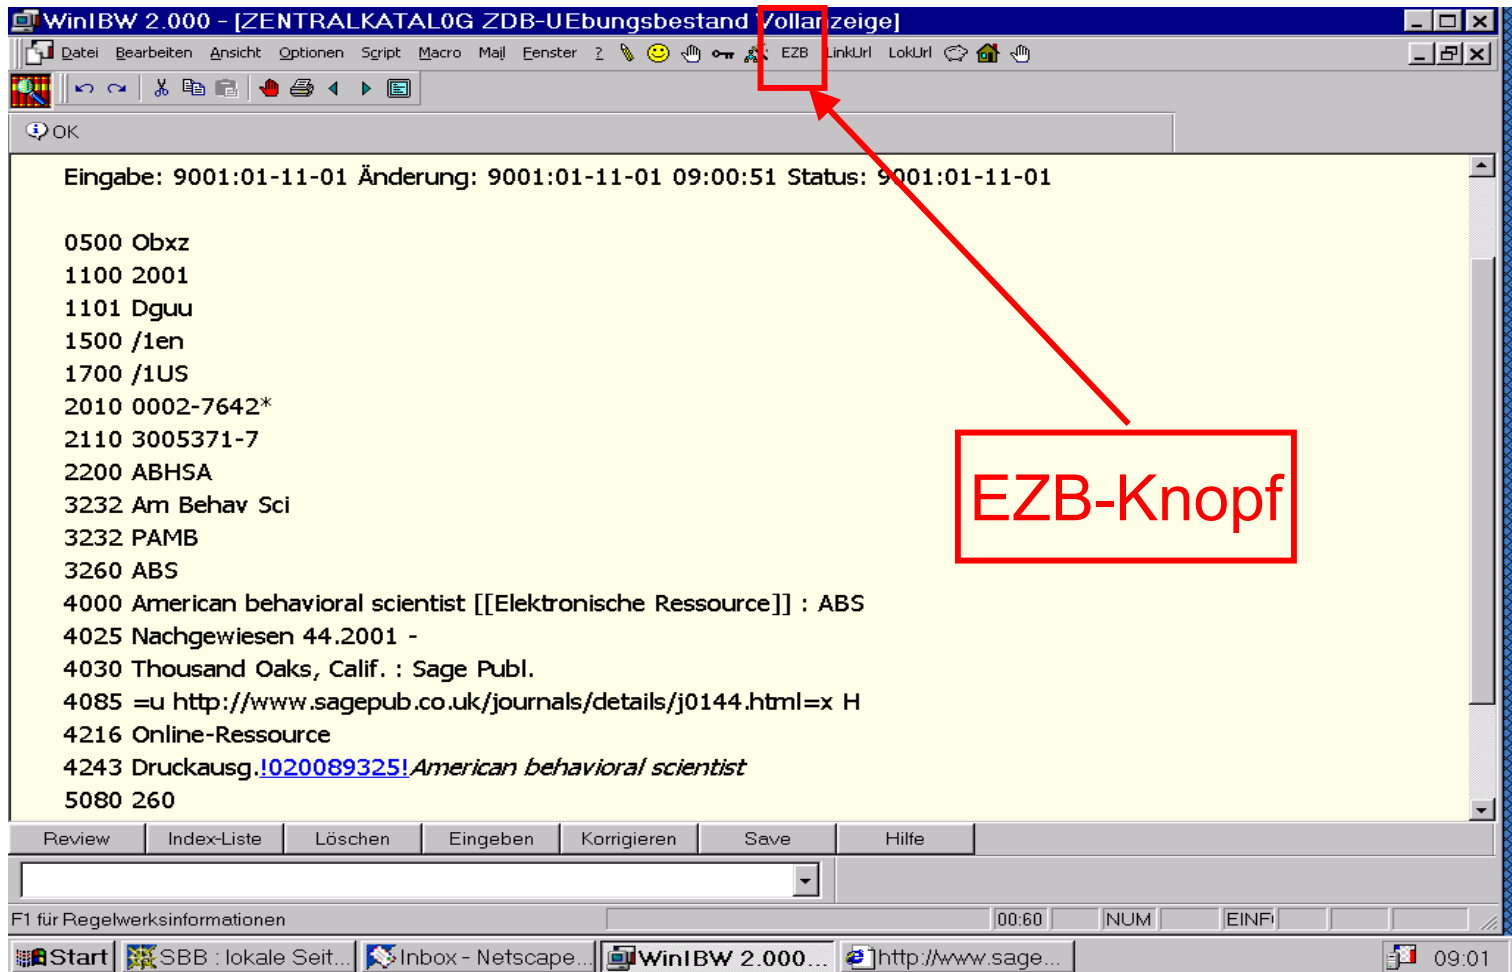 WinIBW 2.000 - [ZENTRALKATAL0G ZDB-UEbungsbestand Vollanzeige]
Datei Bearbeiten Ansicht Optionen Script Macro Mail Fenster ? EZB LinkUrl LokUrl
OK
Eingabe: 9001:01-11-01 Änderung: 9001:01-11-01 09:00:51 Status: 9001:01-11-01
0500 Obxz
1100 2001
1101 Dguu
1500 /1en
1700 /1US
2010 0002-7642*
2110 3005371-7
2200 ABHSA
3232 Am Behav Sci
3232 PAMB
3260 ABS
4000 American behavioral scientist [[Elektronische Ressource]] : ABS
4025 Nachgewiesen 44.2001 -
4030 Thousand Oaks, Calif. : Sage Publ.
4085 =u http://www.sagepub.co.uk/journals/details/j0144.html=x H
4216 Online-Ressource
4243 Druckausg.!020089325!American behavioral scientist
5080 260
EZB-Knopf
Review Index-Liste Löschen Eingeben Korrigieren Save Hilfe
F1 für Regelwerksinformationen 00:60 NUM EINF
Start SBB : lokale Seit... Inbox - Netscape... WinIBW 2.000... http://www.sage... 09:01